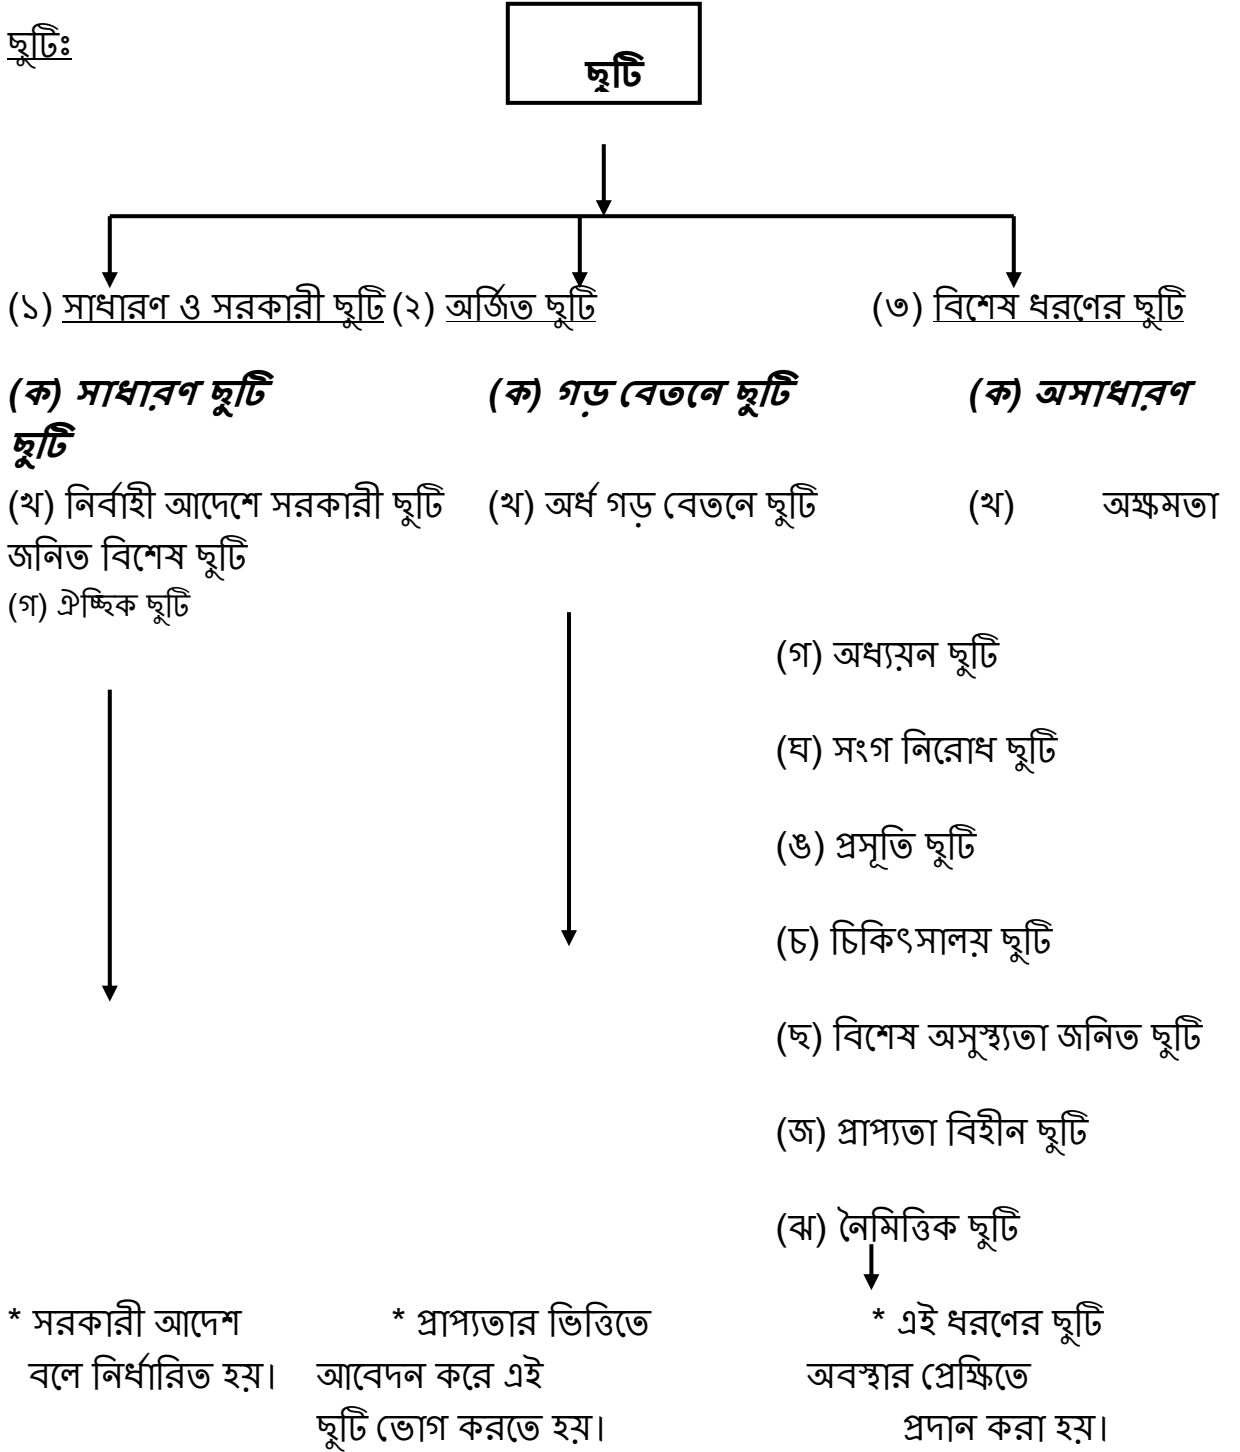 ছুটিঃ
ছুটি
(১) সাধারণ ও সরকারী ছুটি (২) অর্জিত ছুটি (৩) বিশেষ ধরণের ছুটি
(ক) সাধারণ ছুটি (ক) গড় বেতনে ছুটি (ক) অসাধারণ
ছুটি
(খ) নির্বাহী আদেশে সরকারী ছুটি (খ) অর্ধ গড় বেতনে ছুটি (খ) অক্ষমতা
জনিত বিশেষ ছুটি
(গ) ঐচ্ছিক ছুটি
(গ) অধ্যয়ন ছুটি
(ঘ) সংগ নিরোধ ছুটি
(ঙ) প্রসূতি ছুটি
(চ) চিকিৎসালয় ছুটি
(ছ) বিশেষ অসুস্থ্যতা জনিত ছুটি
(জ) প্রাপ্যতা বিহীন ছুটি
(ঝ) নৈমিত্তিক ছুটি
* সরকারী আদেশ * প্রাপ্যতার ভিত্তিতে * এই ধরণের ছুটি
বলে নির্ধারিত হয়। আবেদন করে এই অবস্থার প্রেক্ষিতে
ছুটি ভোগ করতে হয়। প্রদান করা হয়।